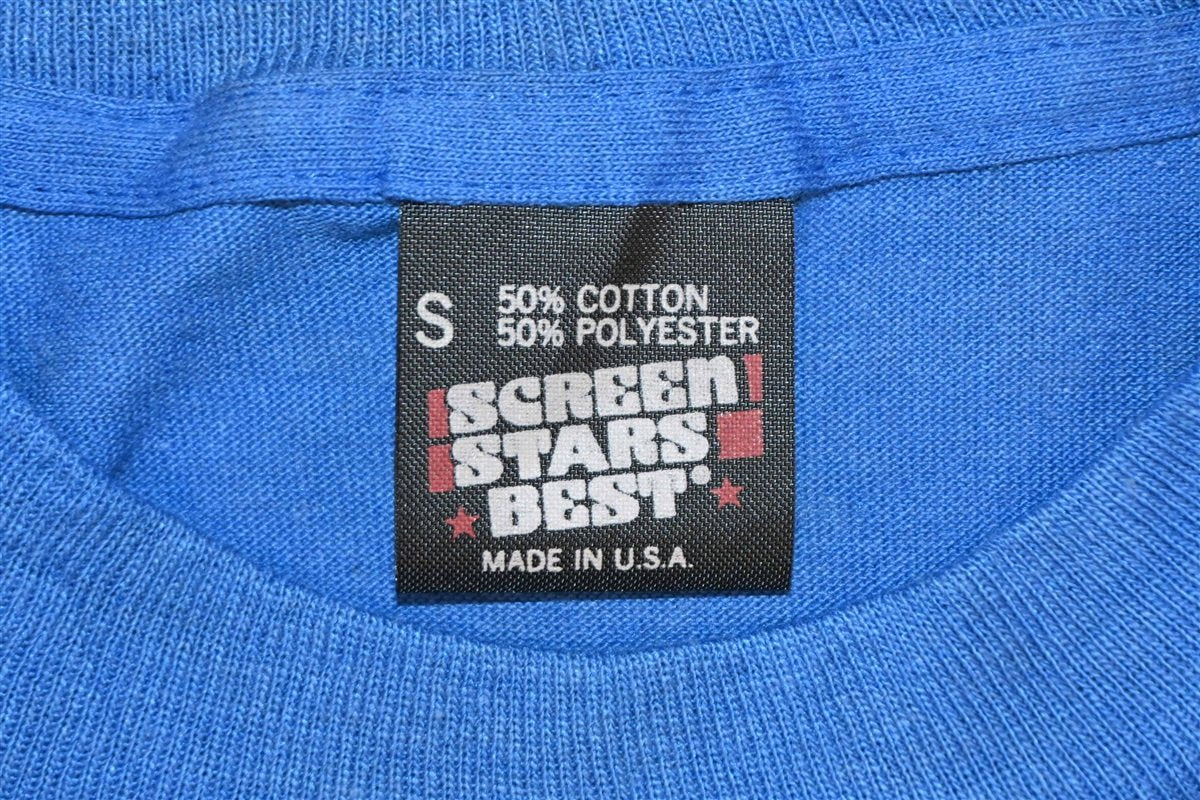 S
50% COTTON
50% POLYESTER
SCREEN
STARS
BEST
MADE IN U.S.A.